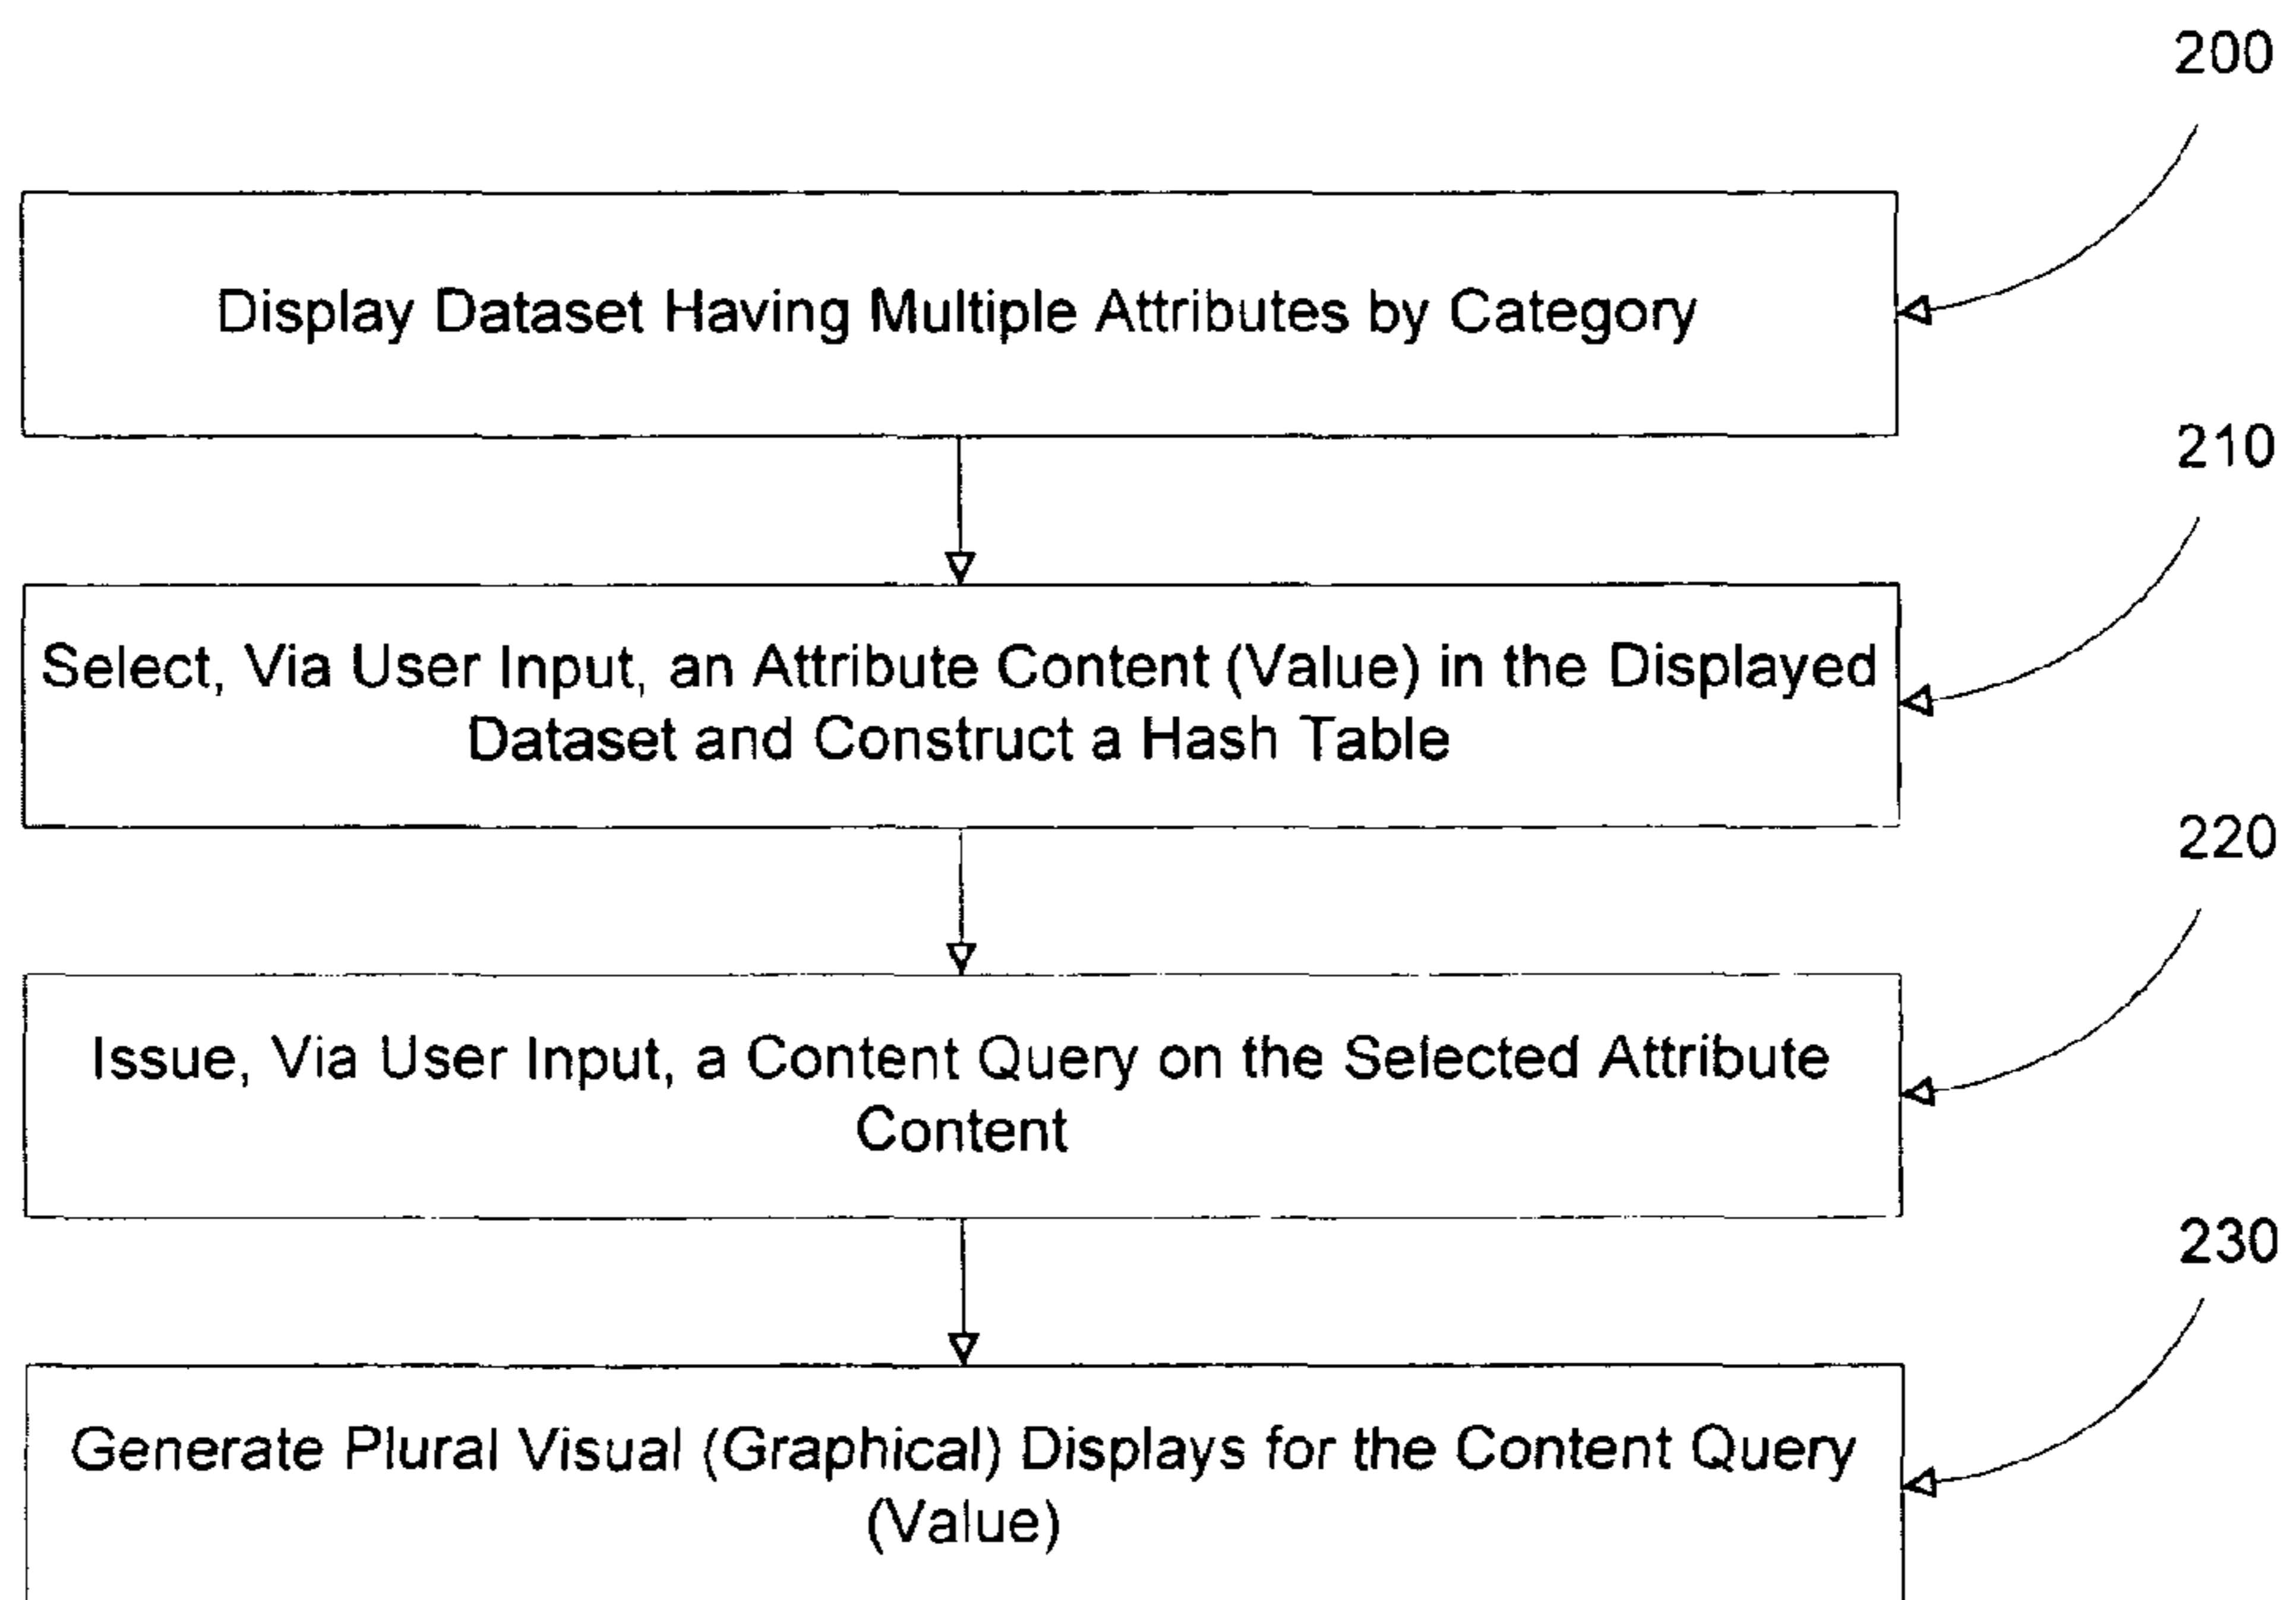 200
Display Dataset Having Multiple Attributes by Category
210
Select, Via User Input, an Attribute Content (Value) in the Displayed
Dataset and Construct a Hash Table
220
Issue, Via User Input, a Content Query on the Selected Attribute
Content
230
Generate Plural Visual (Graphical) Displays for the Content Query
(Value)